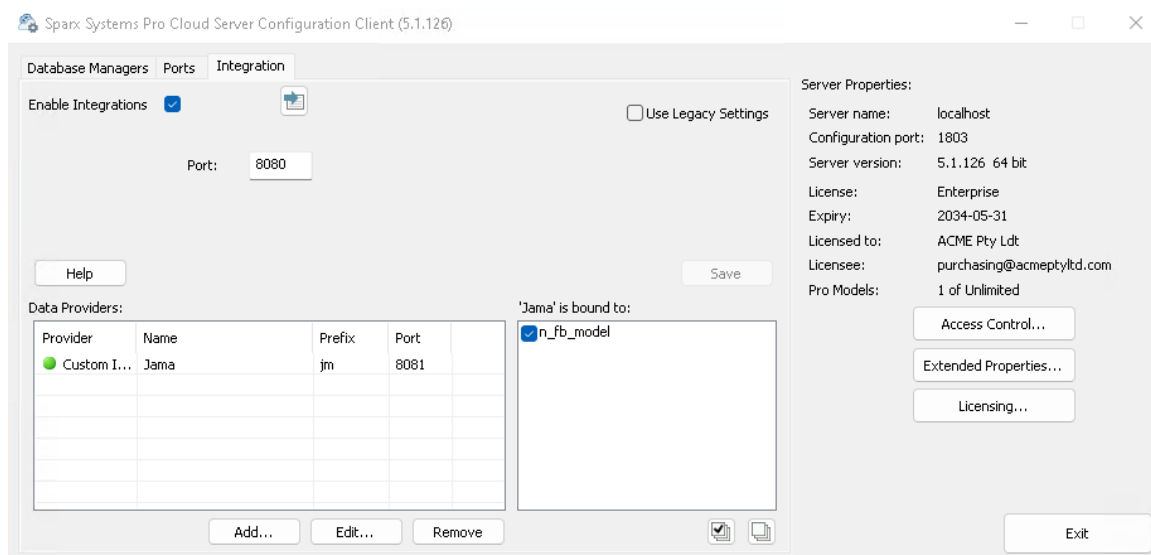 Sparx Systems Pro Cloud Server Configuration Client (5.1.126)
Database Managers Ports Integration
Enable Integrations
Use Legacy Settings
Port: 8080
Help
Save
Data Providers:
Provider Name Prefix Port
Custom I... Jama jm 8081
Add... Edit... Remove
'Jama' is bound to:
n_fb_model
Server Properties:
Server name: localhost
Configuration port: 1803
Server version: 5.1.126 64 bit
License: Enterprise
Expiry: 2034-05-31
Licensed to: ACME Pty Ldt
Licensee: purchasing@acmeptyltd.com
Pro Models: 1 of Unlimited
Access Control...
Extended Properties...
Licensing...
Exit